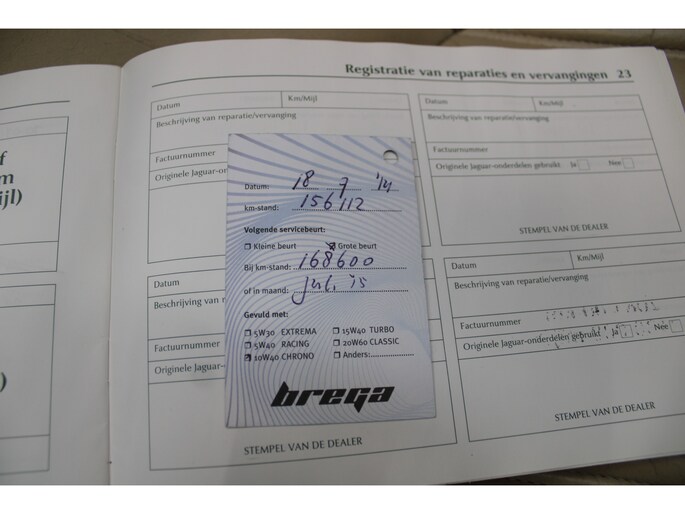 Registratie van reparaties en vervangingen 23
Datum Km/Mijl
Beschrijving van reparatie/vervanging
Factuurnummer
Originele Jaguar-on
Datum Km/Mijl
Beschrijving van reparatie/vervanging
Factuurnummer
Originele Jaguar-onderdelen gebruikt Ja Nee
STEMPEL VAN DE DEALER
f
m
ijl)
Datum: 18 7 '14
km-stand: 156112
Volgende servicebeurt:
Kleine beurt Grote beurt
Bij km-stand: 168600
of in maand: jul. 15
Gevuld met:
5W30 EXTREMA 15W40 TURBO
5W40 RACING 20W60 CLASSIC
10W40 CHRONO Anders:
brega
Datum
Beschrijving van r
Factuurnummer
Originele Jaguar-on
STEMPEL VAN DE DEALER
Datum Km/Mijl
Beschrijving van reparatie/vervanging
Factuurnummer
Originele Jaguar-onderdelen gebruikt Ja Nee
STEMPEL VAN DE DEALER
)